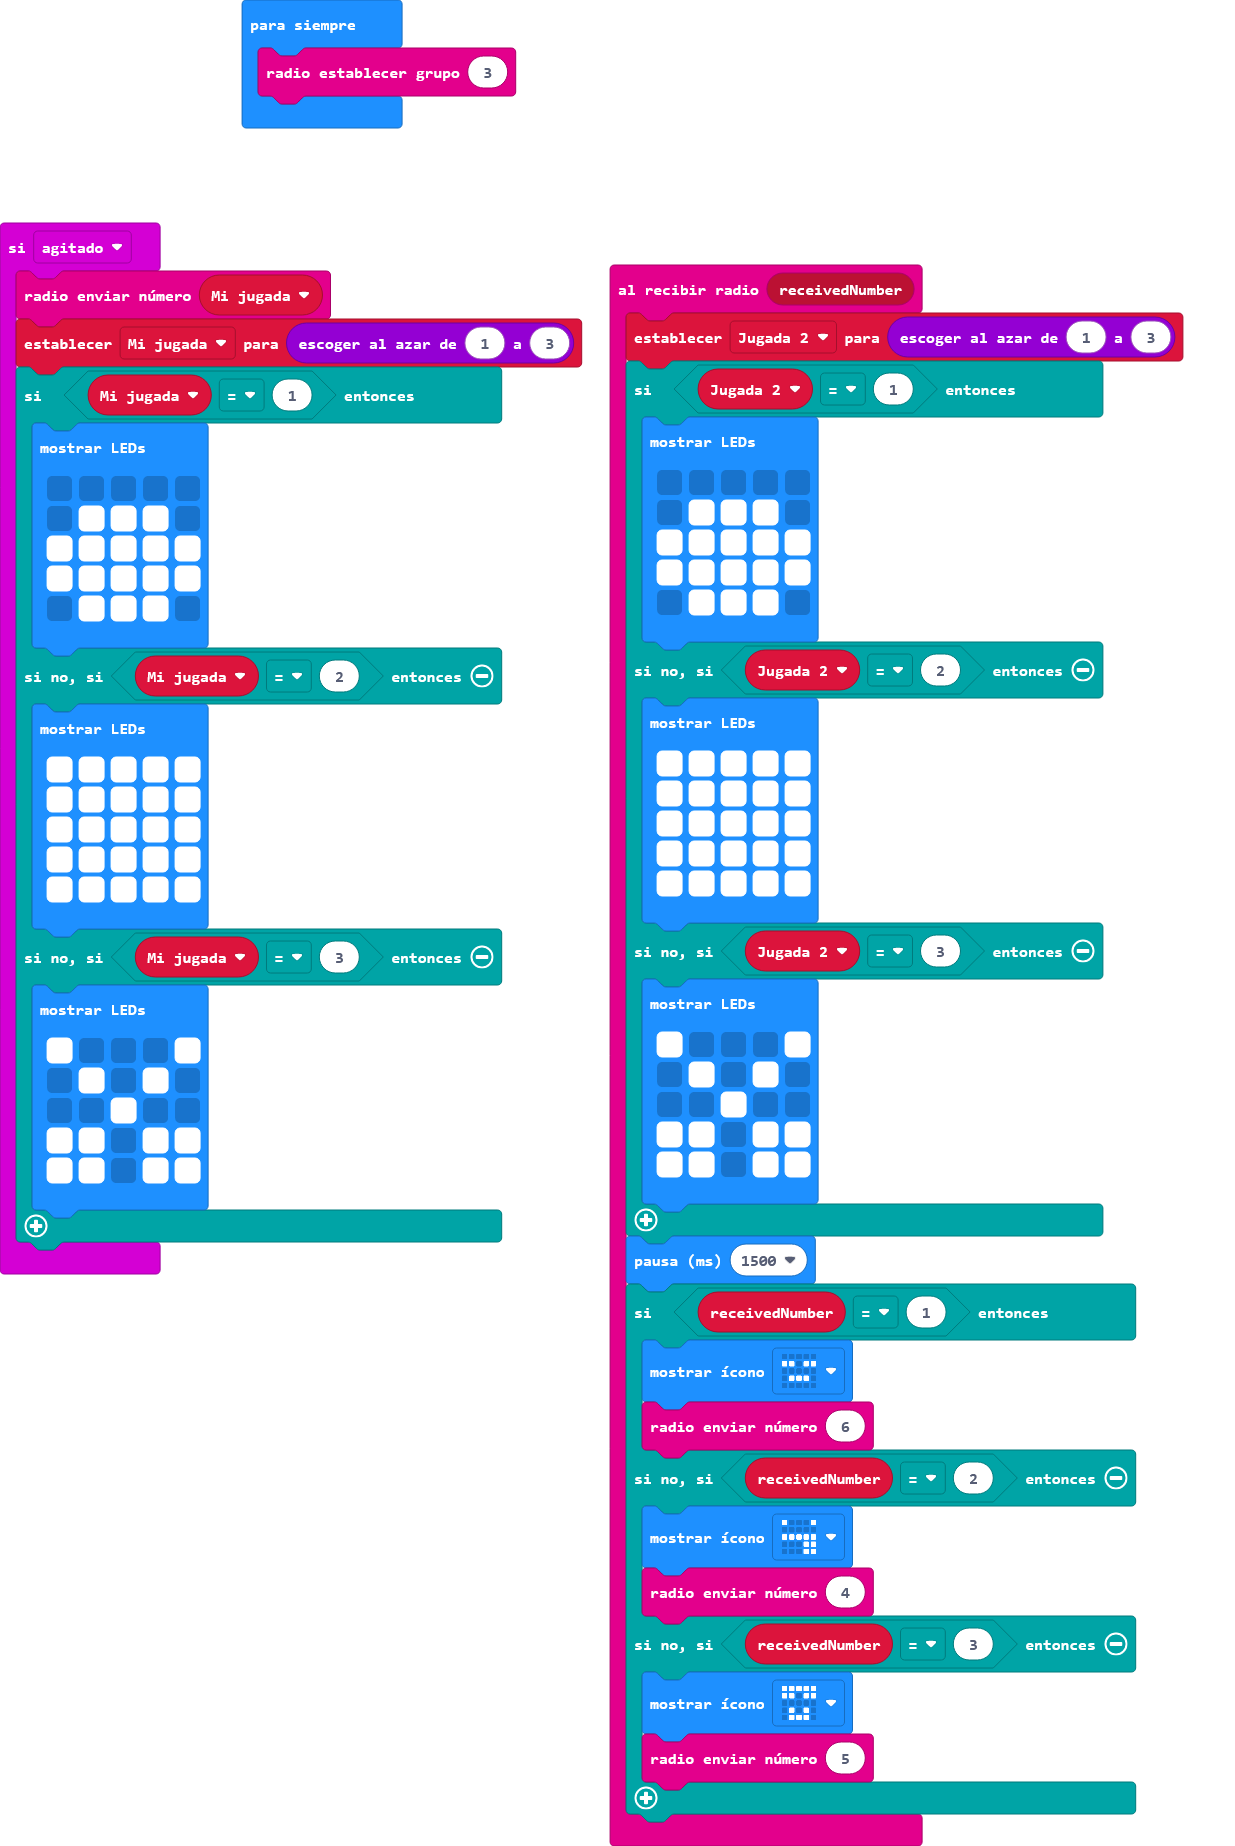 para siempre
radio establecer grupo 3
si agitado
radio enviar número Mi jugada
establecer Mi jugada para escoger al azar de 1 a 3
si Mi jugada = 1 entonces
mostrar LEDs
si no, si Mi jugada = 2 entonces
mostrar LEDs
si no, si Mi jugada = 3 entonces
mostrar LEDs
al recibir radio receivedNumber
establecer Jugada 2 para escoger al azar de 1 a 3
si Jugada 2 = 1 entonces
mostrar LEDs
si no, si Jugada 2 = 2 entonces
mostrar LEDs
si no, si Jugada 2 = 3 entonces
mostrar LEDs
pausa (ms) 1500
si receivedNumber = 1 entonces
mostrar ícono
radio enviar número 6
si no, si receivedNumber = 2 entonces
mostrar ícono
radio enviar número 4
si no, si receivedNumber = 3 entonces
mostrar ícono
radio enviar número 5